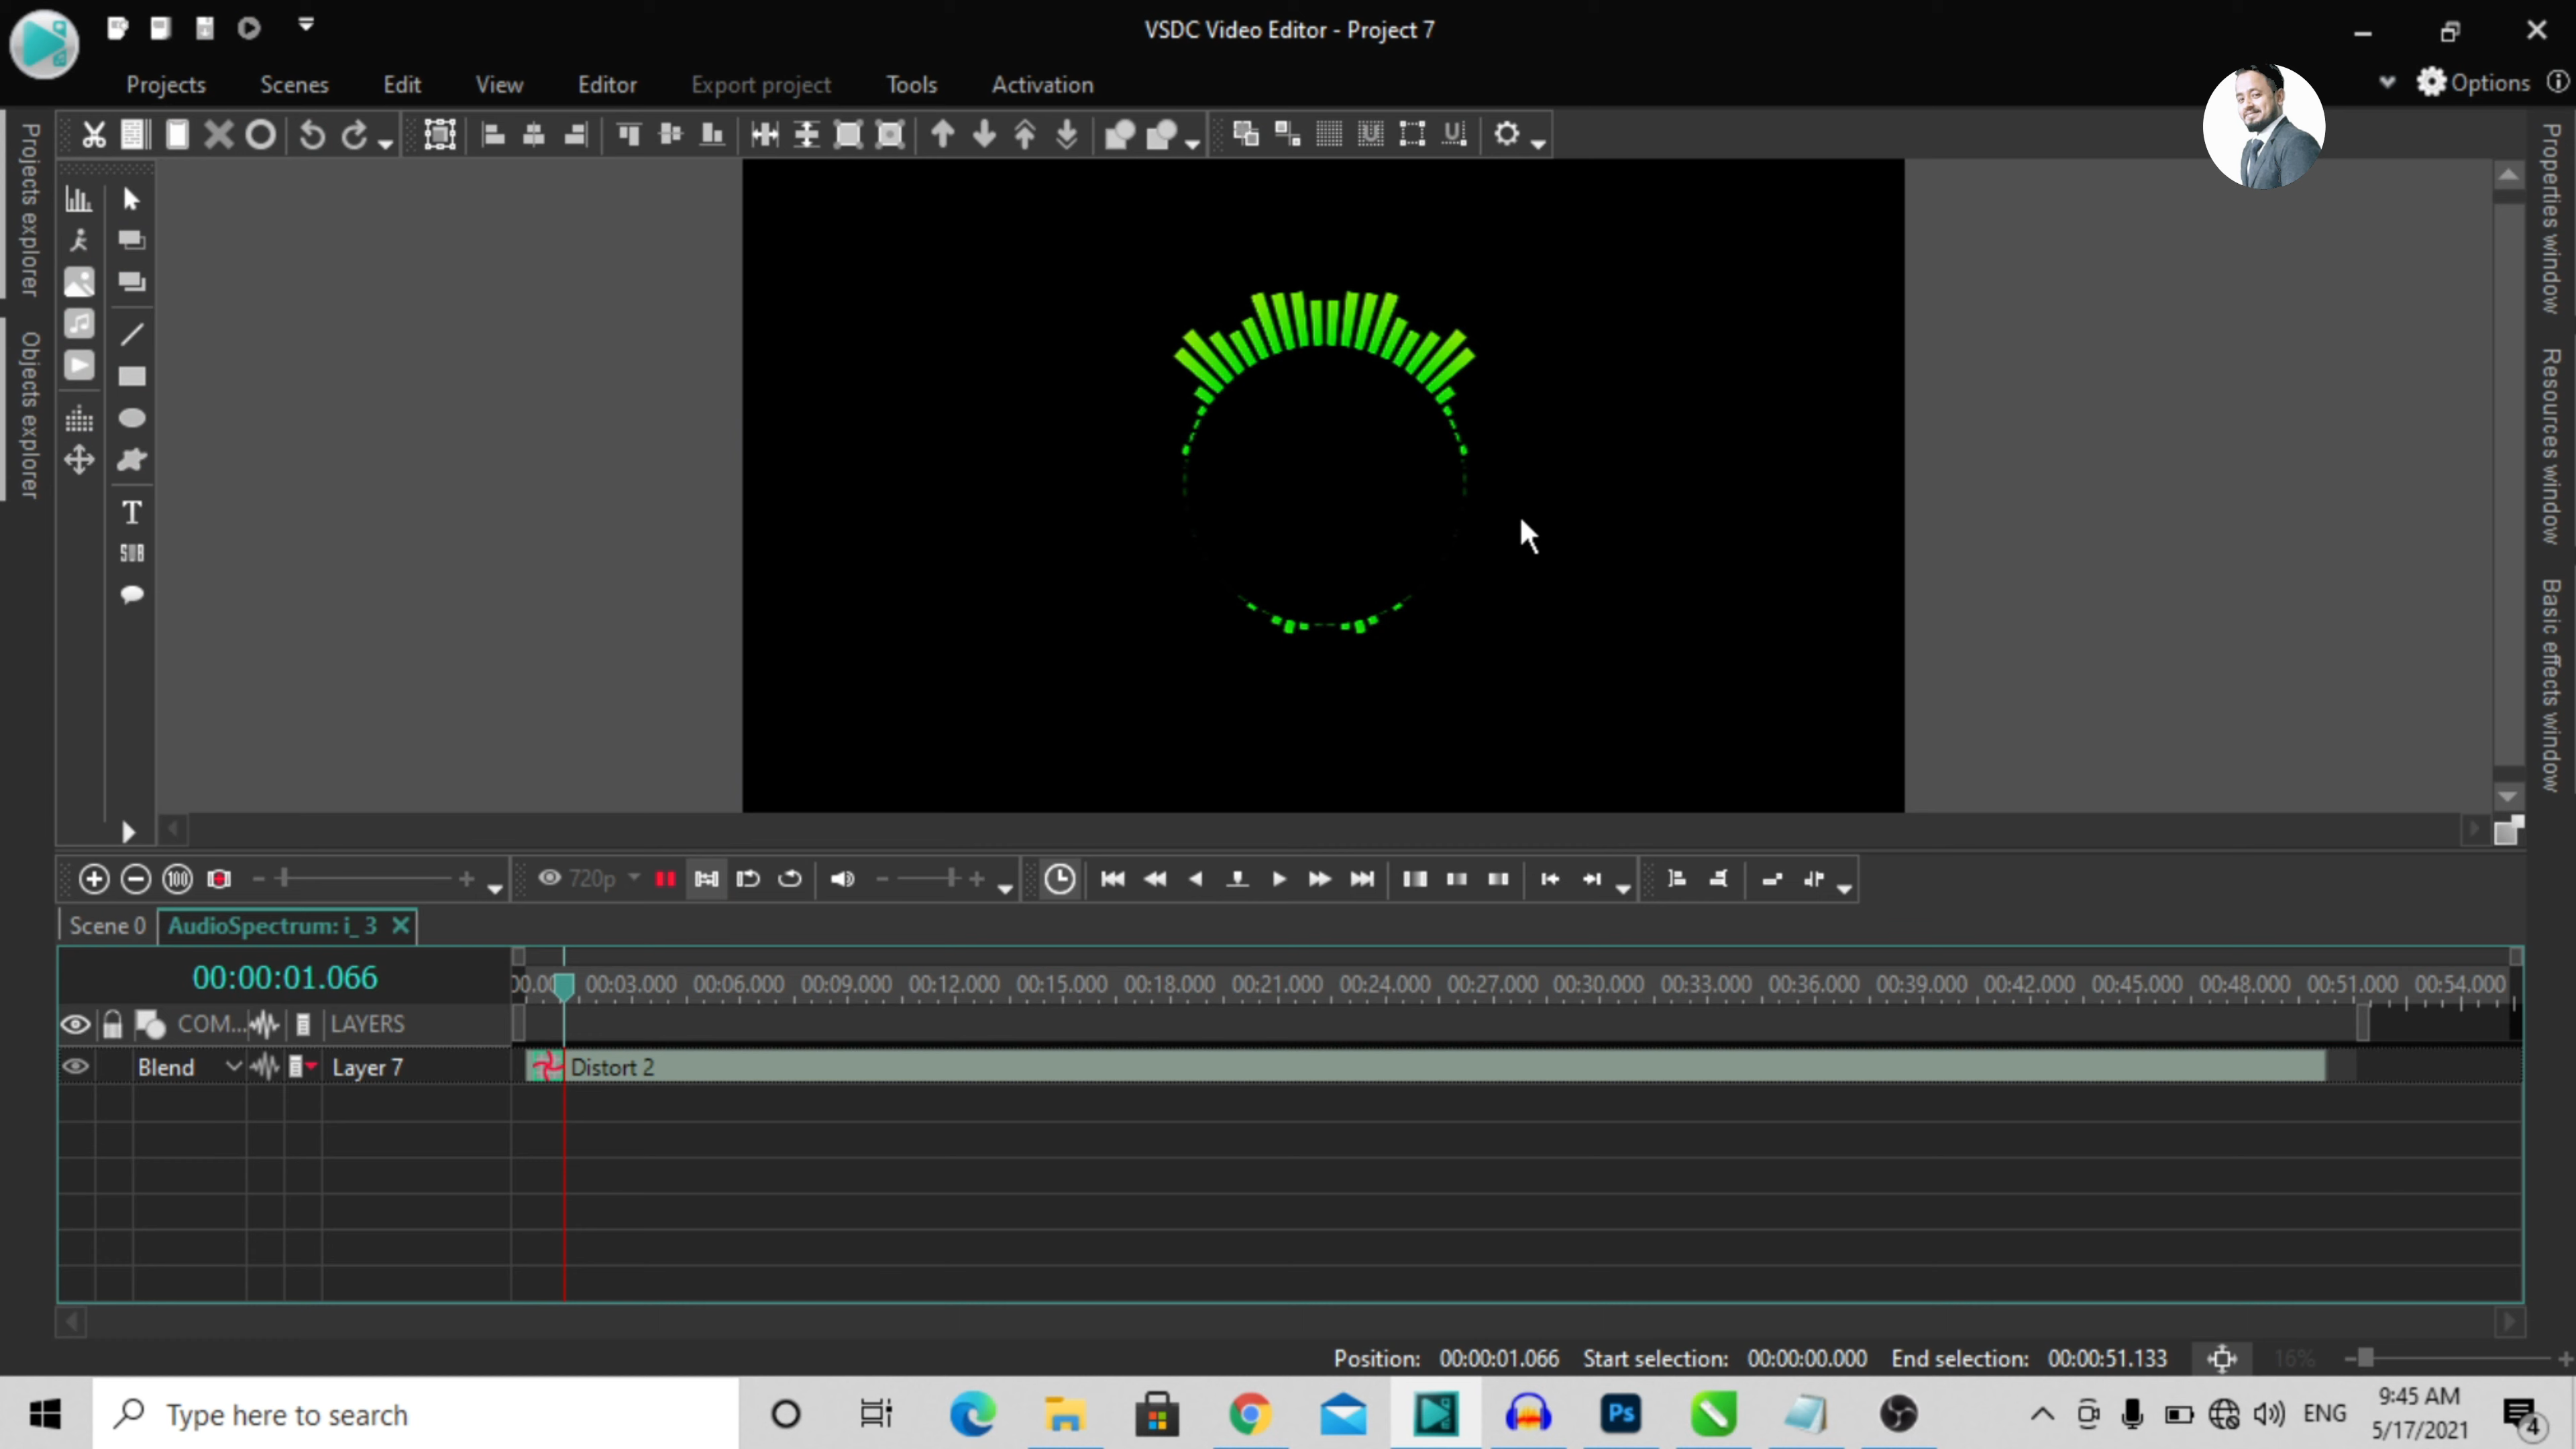 VSDC Video Editor - Project 7
Projects Scenes Edit View Editor Export project Tools Activation
Options
Projects explorer
Objects explorer
Properties window
Resources window
Basic effects window
T
SUB
100
720p
Scene 0 AudioSpectrum: i_ 3
00:00:01.066
00:03.000 00:06.000 00:09.000 00:12.000 00:15.000 00:18.000 00:21.000 00:24.000 00:27.000 00:30.000 00:33.000 00:36.000 00:39.000 00:42.000 00:45.000 00:48.000 00:51.000 00:54.000
COM... LAYERS
Blend Layer 7 Distort 2
Position: 00:00:01.066 Start selection: 00:00:00.000 End selection: 00:00:51.133 16%
Type here to search
Ps
ENG
9:45 AM
5/17/2021
4